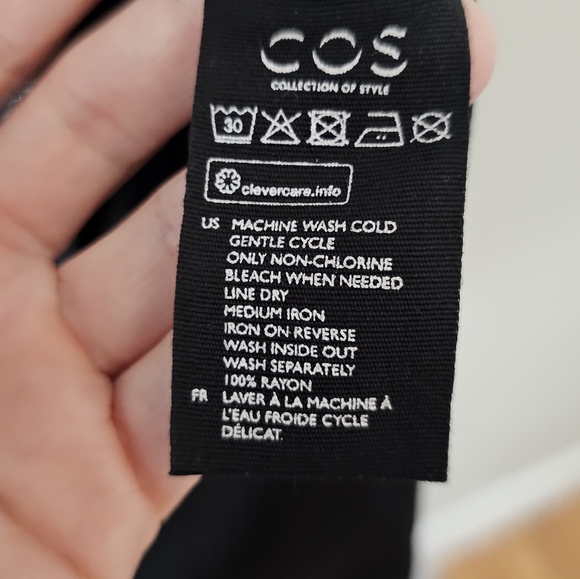 COS
COLLECTION OF STYLE
30
clevercare.info
US MACHINE WASH COLD
GENTLE CYCLE
ONLY NON-CHLORINE
BLEACH WHEN NEEDED
LINE DRY
MEDIUM IRON
IRON ON REVERSE
WASH INSIDE OUT
WASH SEPARATELY
100% RAYON
FR LAVER À LA MACHINE À
L'EAU FROIDE CYCLE
DÉLICAT.